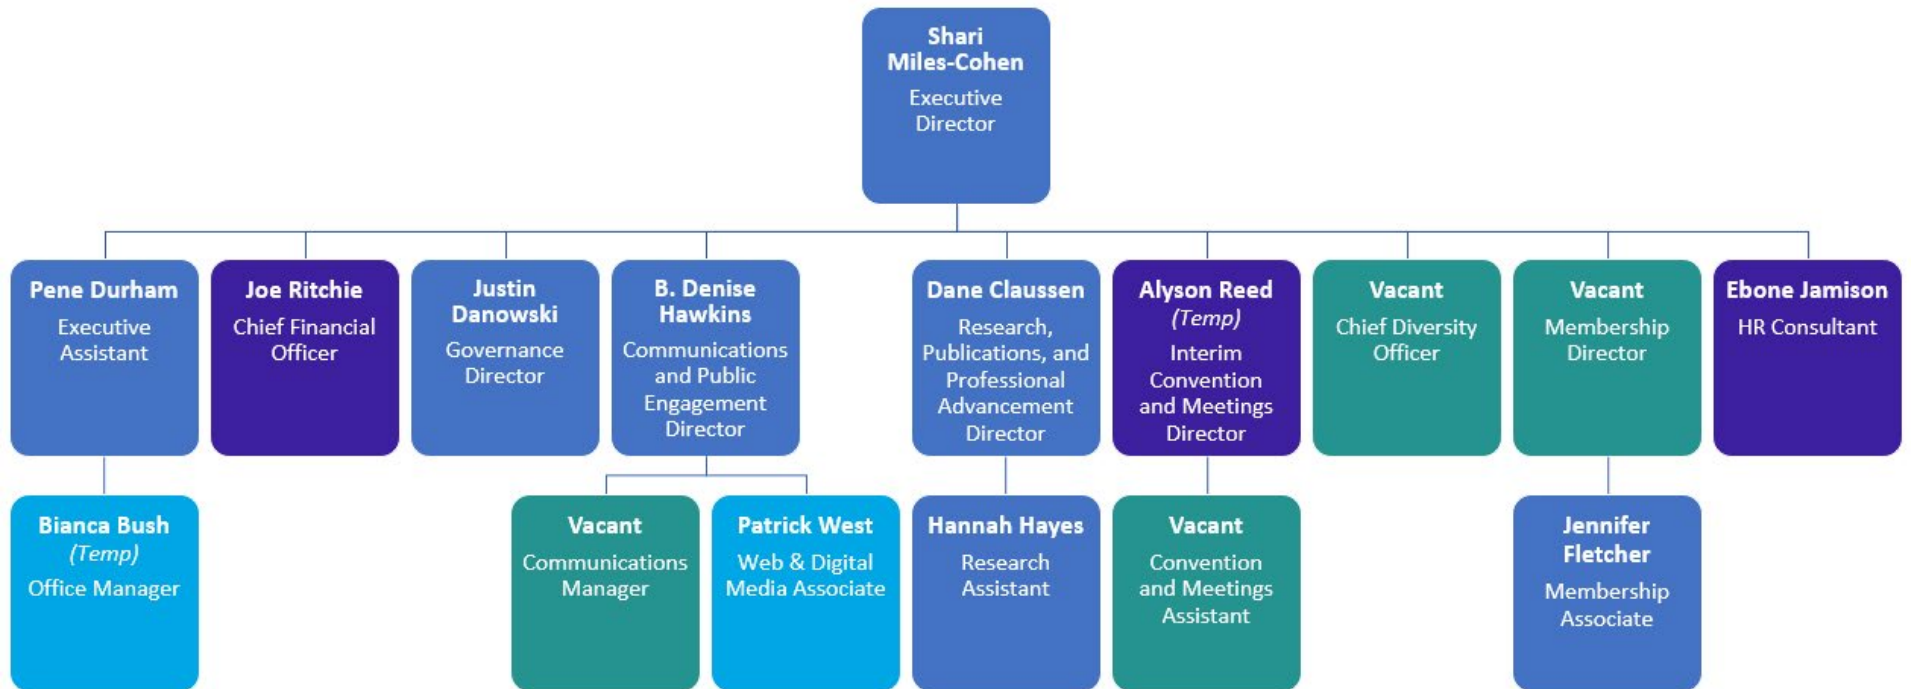 Shari
Miles-Cohen
Executive
Director
Pene Durham
Executive
Assistant
Joe Ritchie
Chief Financial
Officer
Justin
Danowski
Governance
Director
B. Denise
Hawkins
Communications
and Public
Engagement
Director
Dane Claussen
Research,
Publications, and
Professional
Advancement
Director
Alyson Reed
(Temp)
Interim
Convention
and Meetings
Director
Vacant
Chief Diversity
Officer
Vacant
Membership
Director
Ebone Jamison
HR Consultant
Bianca Bush
(Temp)
Office Manager
Vacant
Communications
Manager
Patrick West
Web & Digital
Media Associate
Hannah Hayes
Research
Assistant
Vacant
Convention
and Meetings
Assistant
Jennifer
Fletcher
Membership
Associate